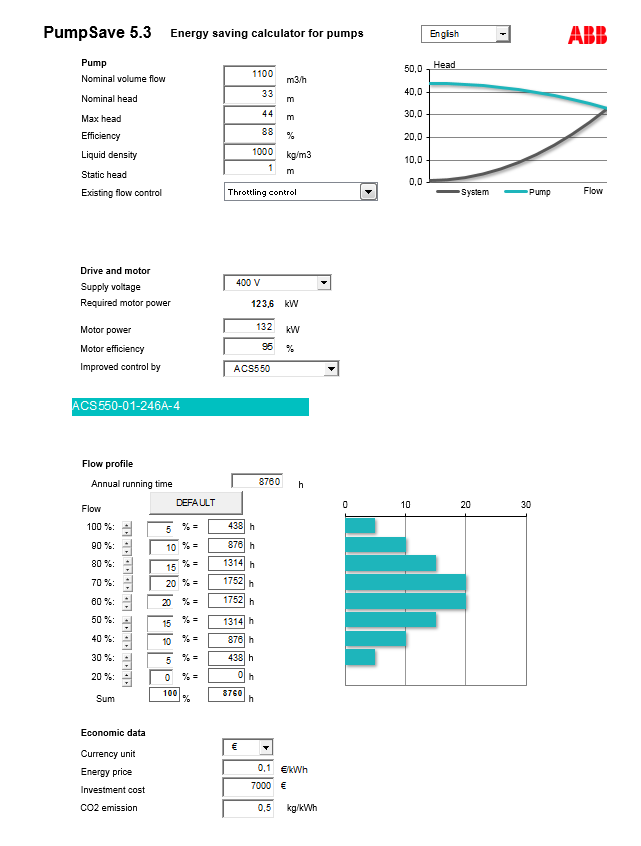 PumpSave 5.3 Energy saving calculator for pumps English ABB
Pump
Nominal volume flow 1100 m3/h
Nominal head 33 m
Max head 44 m
Efficiency 88 %
Liquid density 1000 kg/m3
Static head 1 m
Existing flow control Throttling control
Head
50,0
40,0
30,0
20,0
10,0
0,0
System Pump Flow
Drive and motor
Supply voltage 400 V
Required motor power 123,6 kW
Motor power 132 kW
Motor efficiency 95 %
Improved control by ACS550
ACS550-01-246A-4
Flow profile
Annual running time 8760 h
Flow DEFAULT
100 %: 5 % = 438 h
90 %: 10 % = 876 h
80 %: 15 % = 1314 h
70 %: 20 % = 1752 h
60 %: 20 % = 1752 h
50 %: 15 % = 1314 h
40 %: 10 % = 876 h
30 %: 5 % = 438 h
20 %: 0 % = 0 h
Sum 100 % 8760 h
0 10 20 30
Economic data
Currency unit €
Energy price 0,1 €/kWh
Investment cost 7000 €
CO2 emission 0,5 kg/kWh